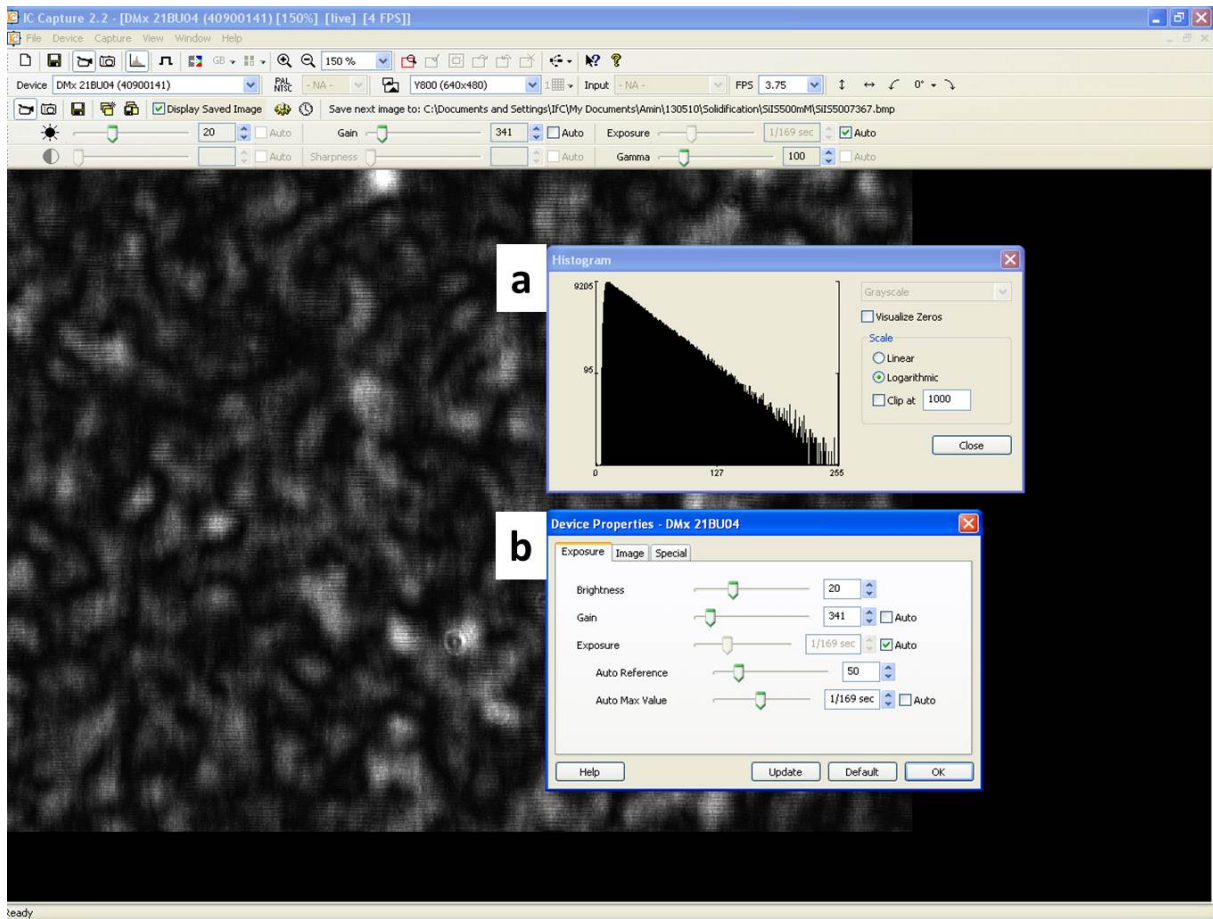 IC Capture 2.2 - [DMx 21BU04 (40900141) [150%] [live] [4 FPS]]
File Device Capture View Window Help
GB 150 %
Device DMx 21BU04 (40900141) PAL NTSC - NA - Y800 (640x480) 1 Input - NA - FPS 3.75 0°
Display Saved Image Save next image to: C:\Documents and Settings\IfC\My Documents\Amin\130510\Solidification\SiIS500mM\SiIS5007367.bmp
20 Auto Gain 341 Auto Exposure 1/169 sec Auto
Auto Sharpness Auto Gamma 100 Auto
a
Histogram
9205
95
0 127 255
Grayscale
Visualize Zeros
Scale
Linear
Logarithmic
Clip at 1000
Close
b
Device Properties - DMx 21BU04
Exposure Image Special
Brightness 20
Gain 341 Auto
Exposure 1/169 sec Auto
Auto Reference 50
Auto Max Value 1/169 sec Auto
Help Update Default OK
Ready